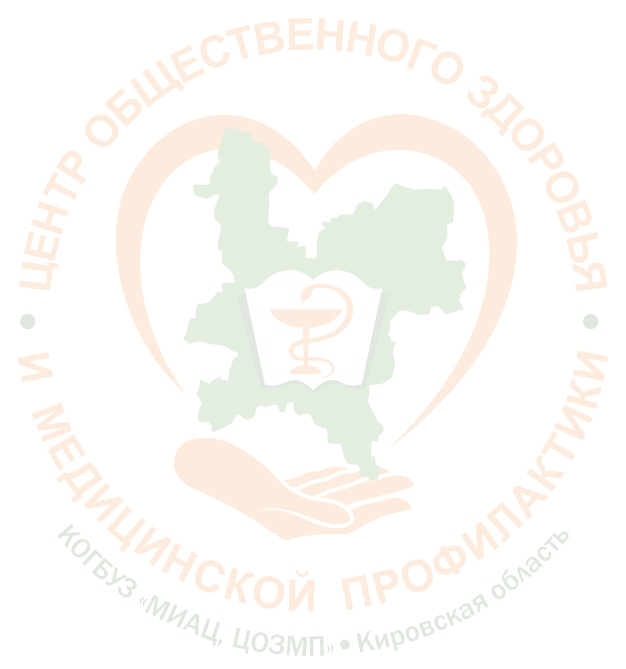 ЦЕНТР ОБЩЕСТВЕННОГО ЗДОРОВЬЯ
И МЕДИЦИНСКОЙ ПРОФИЛАКТИКИ
КОГБУЗ «МИАЦ, ЦОЗМП» • Кировская область